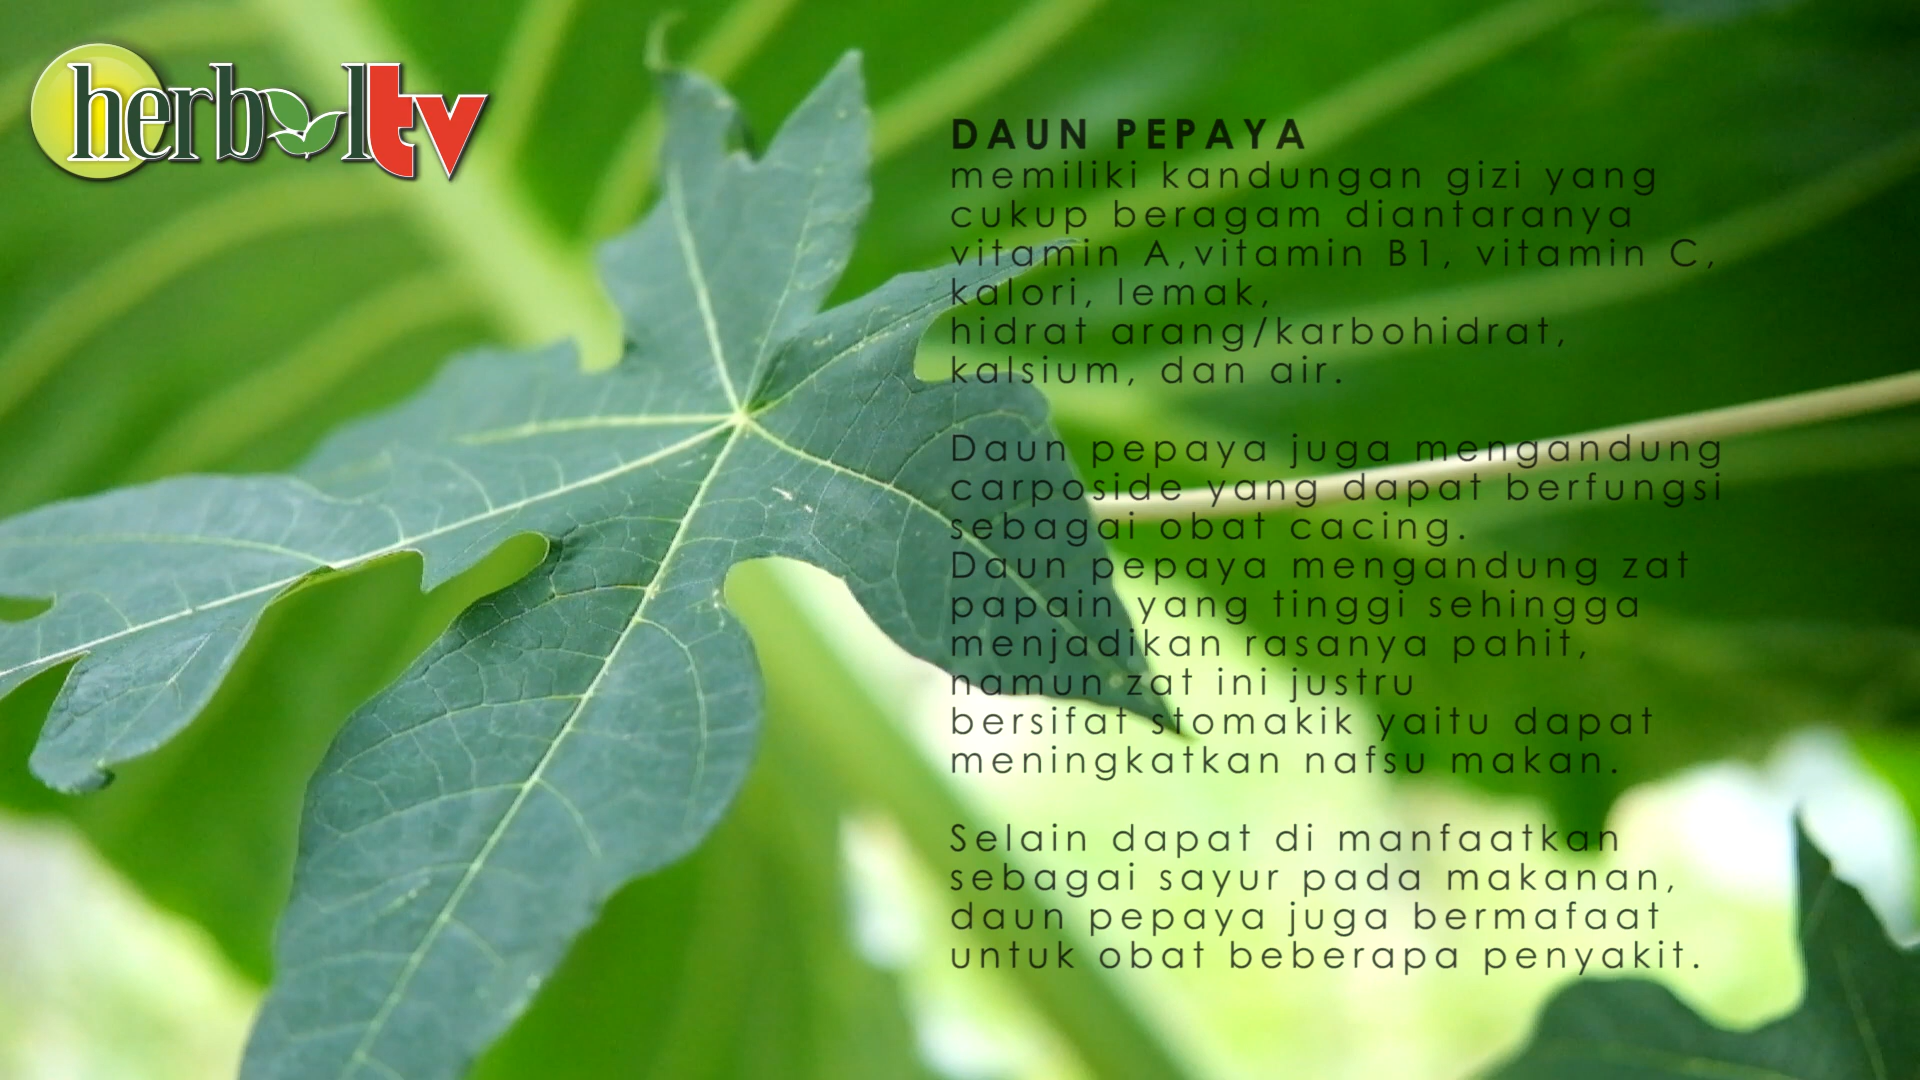 herbal tv
DAUN PEPAYA
memiliki kandungan gizi yang
cukup beragam diantaranya
vitamin A,vitamin B1, vitamin C,
kalori, lemak,
hidrat arang/karbohidrat,
kalsium, dan air.
Daun pepaya juga mengandung
carposide yang dapat berfungsi
sebagai obat cacing.
Daun pepaya mengandung zat
papain yang tinggi sehingga
menjadikan rasanya pahit,
namun zat ini justru
bersifat stomakik yaitu dapat
meningkatkan nafsu makan.
Selain dapat di manfaatkan
sebagai sayur pada makanan,
daun pepaya juga bermafaat
untuk obat beberapa penyakit.